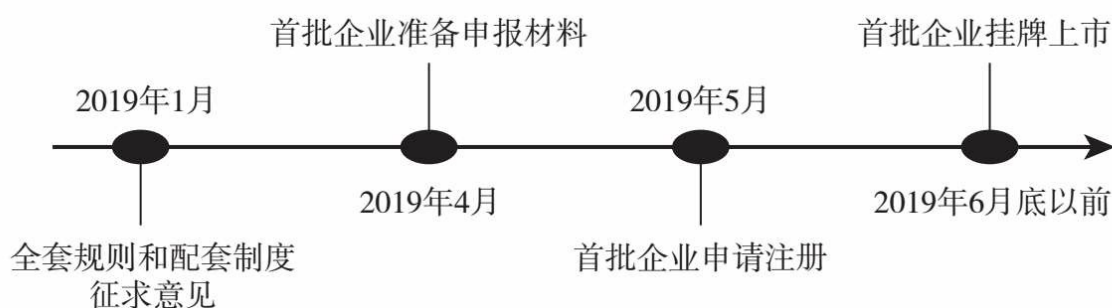 首批企业准备申报材料
首批企业挂牌上市
2019年1月
2019年5月
2019年4月
2019年6月底以前
全套规则和配套制度
征求意见
首批企业申请注册